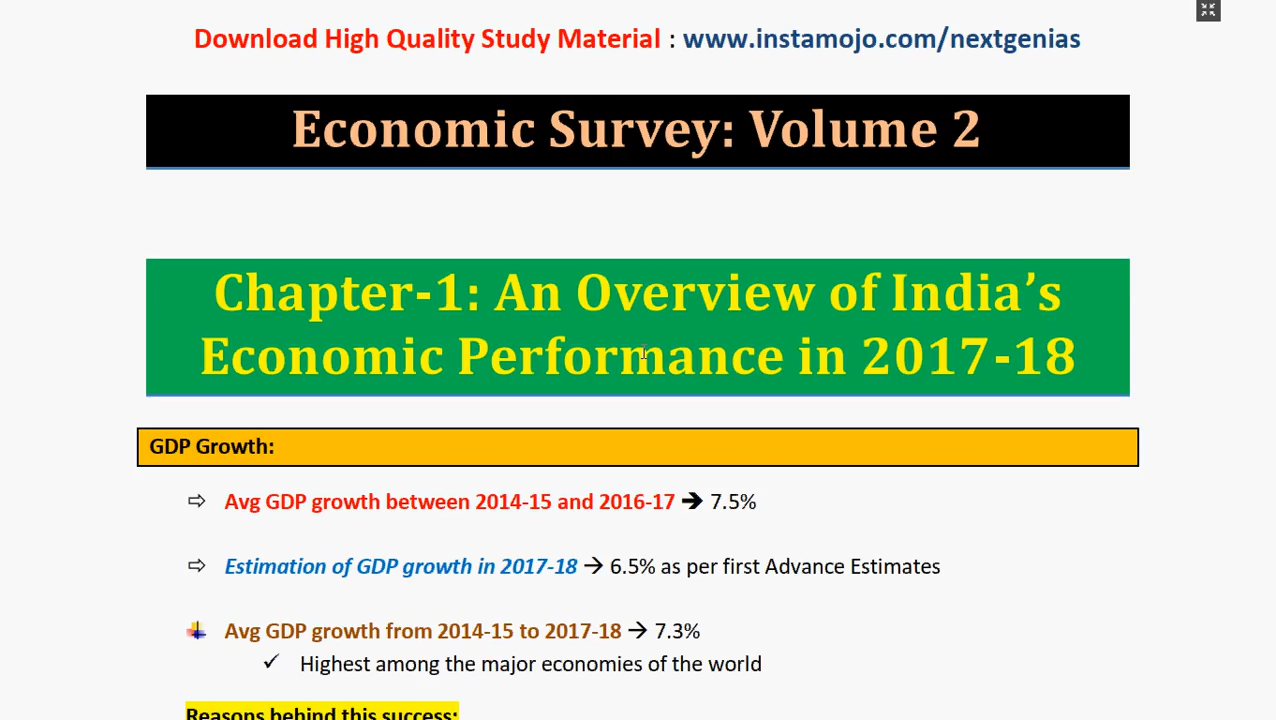 Download High Quality Study Material : www.instamojo.com/nextgenias
Economic Survey: Volume 2
Chapter-1: An Overview of India’s
Economic Performance in 2017-18
GDP Growth:
⇨ Avg GDP growth between 2014-15 and 2016-17 → 7.5%
⇨ Estimation of GDP growth in 2017-18 → 6.5% as per first Advance Estimates
Avg GDP growth from 2014-15 to 2017-18 → 7.3%
✓ Highest among the major economies of the world
Reasons behind this success: